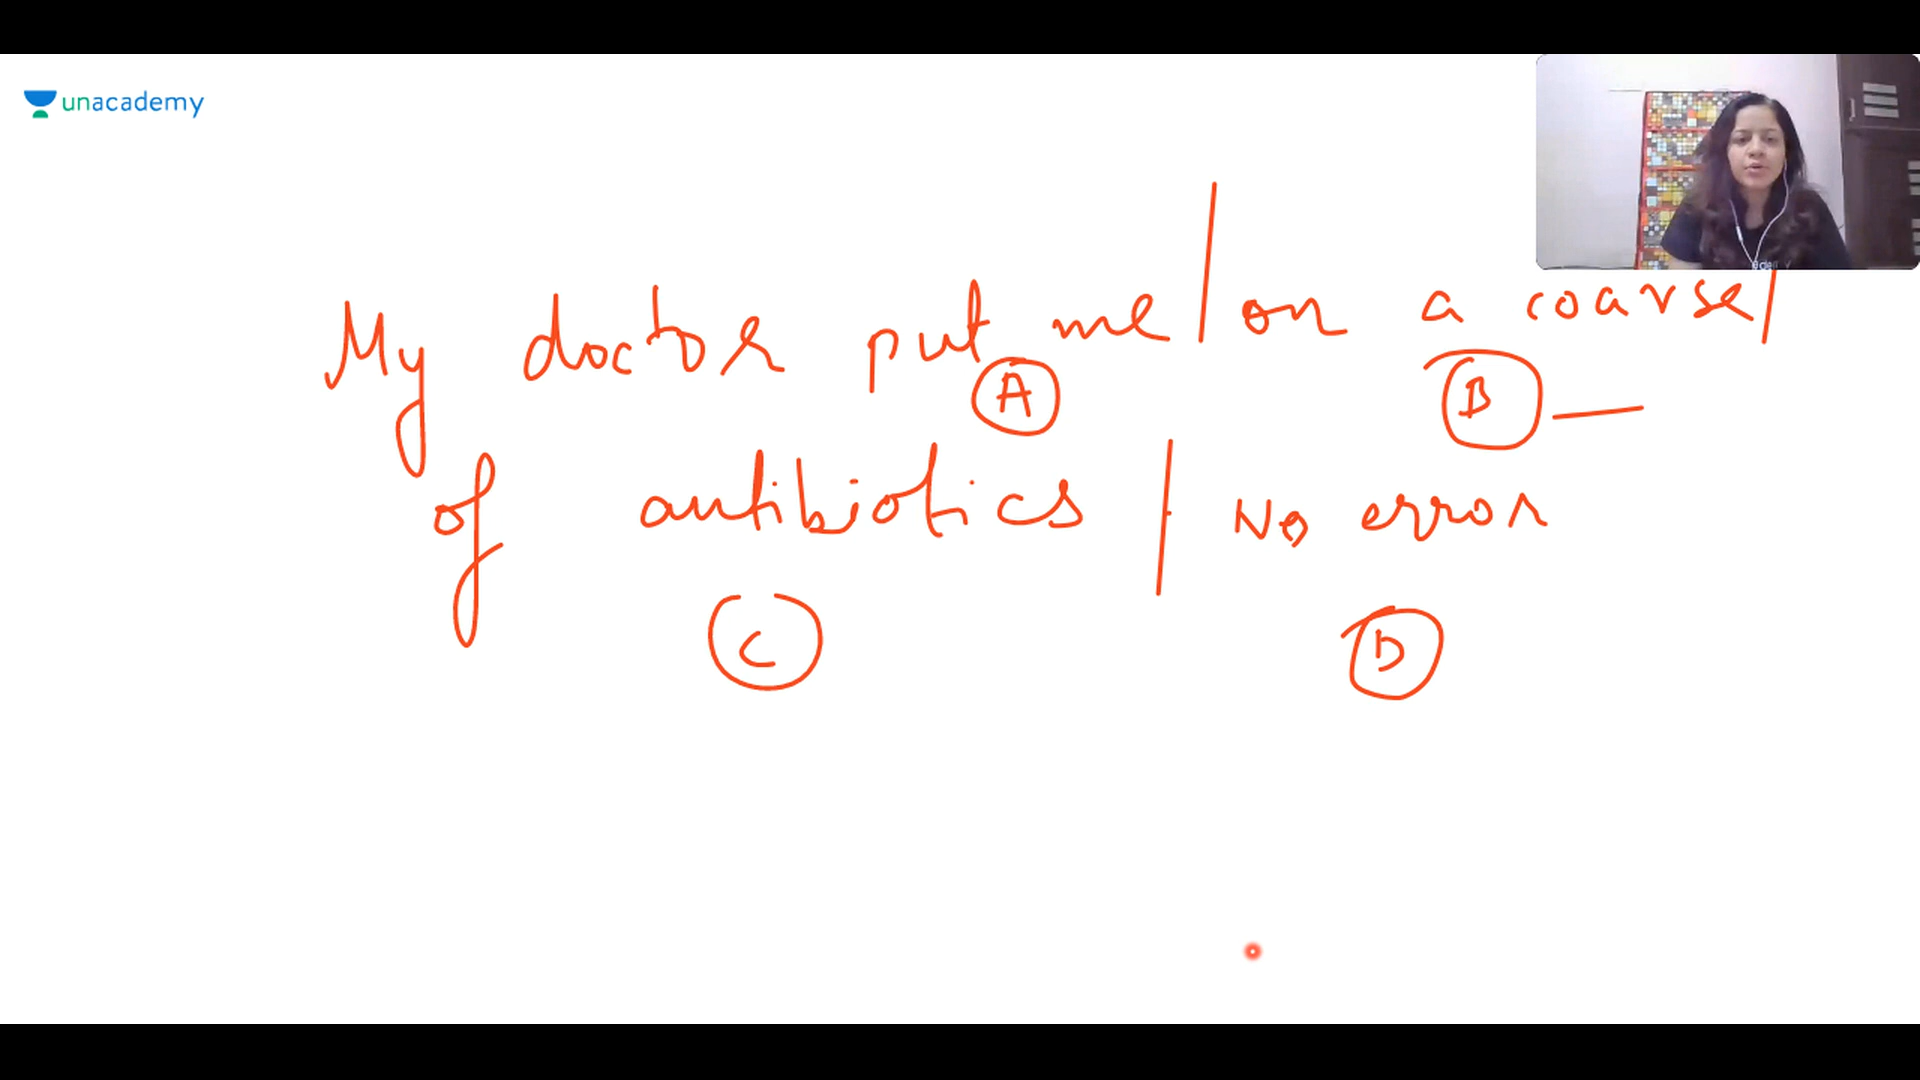 unacademy
My doctor put me / on a coarse /
A B
of antibiotics / No error
C D